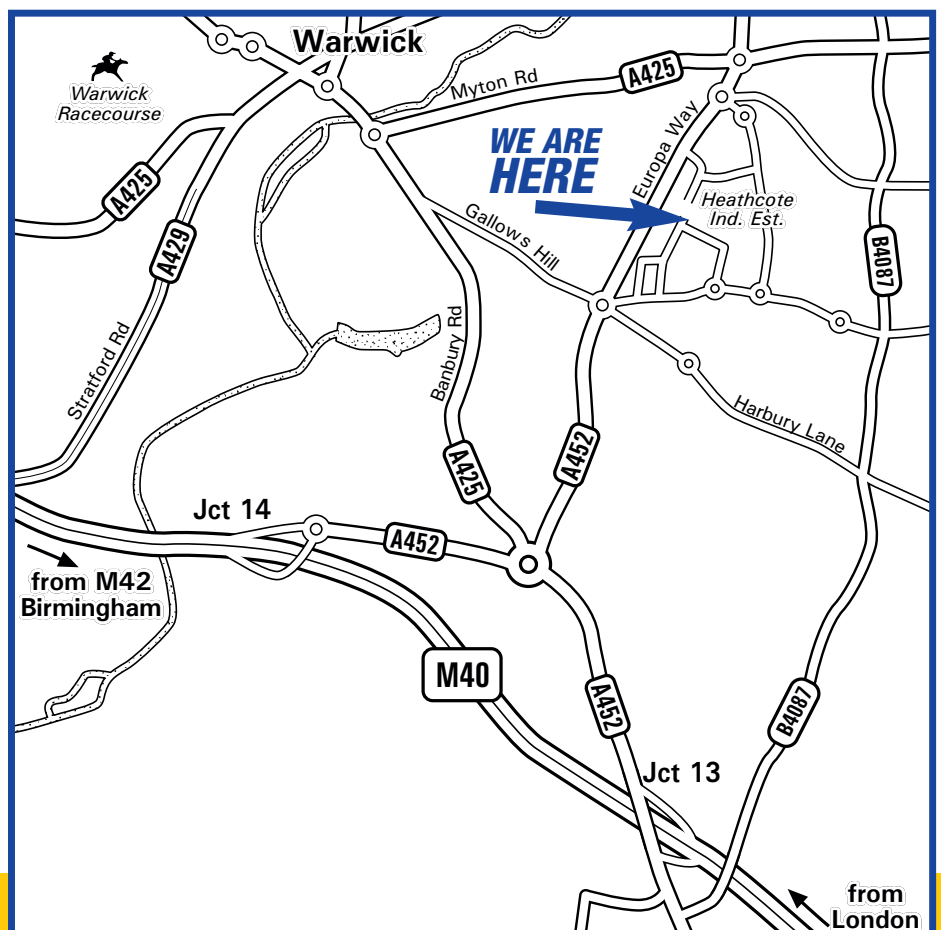 Warwick
Warwick
Racecourse
Myton Rd
A425
A425
A429
Stratford Rd
WE ARE
HERE
Europa Way
Heathcote
Ind. Est.
Gallows Hill
B4087
Banbury Rd
Harbury Lane
A425
A452
Jct 14
A452
from M42
Birmingham
M40
A452
B4087
Jct 13
from
London